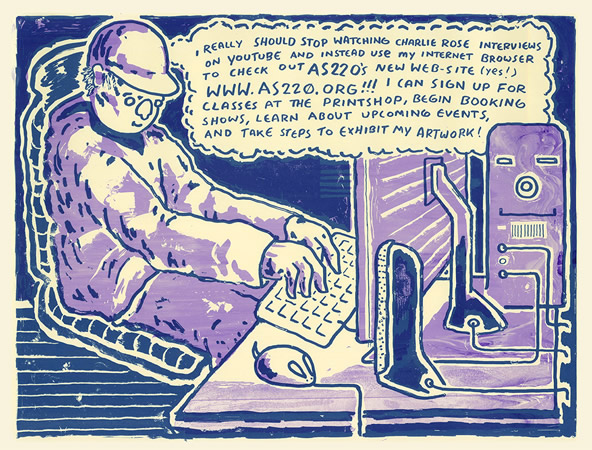 I REALLY SHOULD STOP WATCHING CHARLIE ROSE INTERVIEWS
ON YOUTUBE AND INSTEAD USE MY INTERNET BROWSER
TO CHECK OUT AS220'S NEW WEB-SITE (YES!)
WWW.AS220.ORG!!! I CAN SIGN UP FOR
CLASSES AT THE PRINTSHOP, BEGIN BOOKING
SHOWS, LEARN ABOUT UPCOMING EVENTS,
AND TAKE STEPS TO EXHIBIT MY ARTWORK!